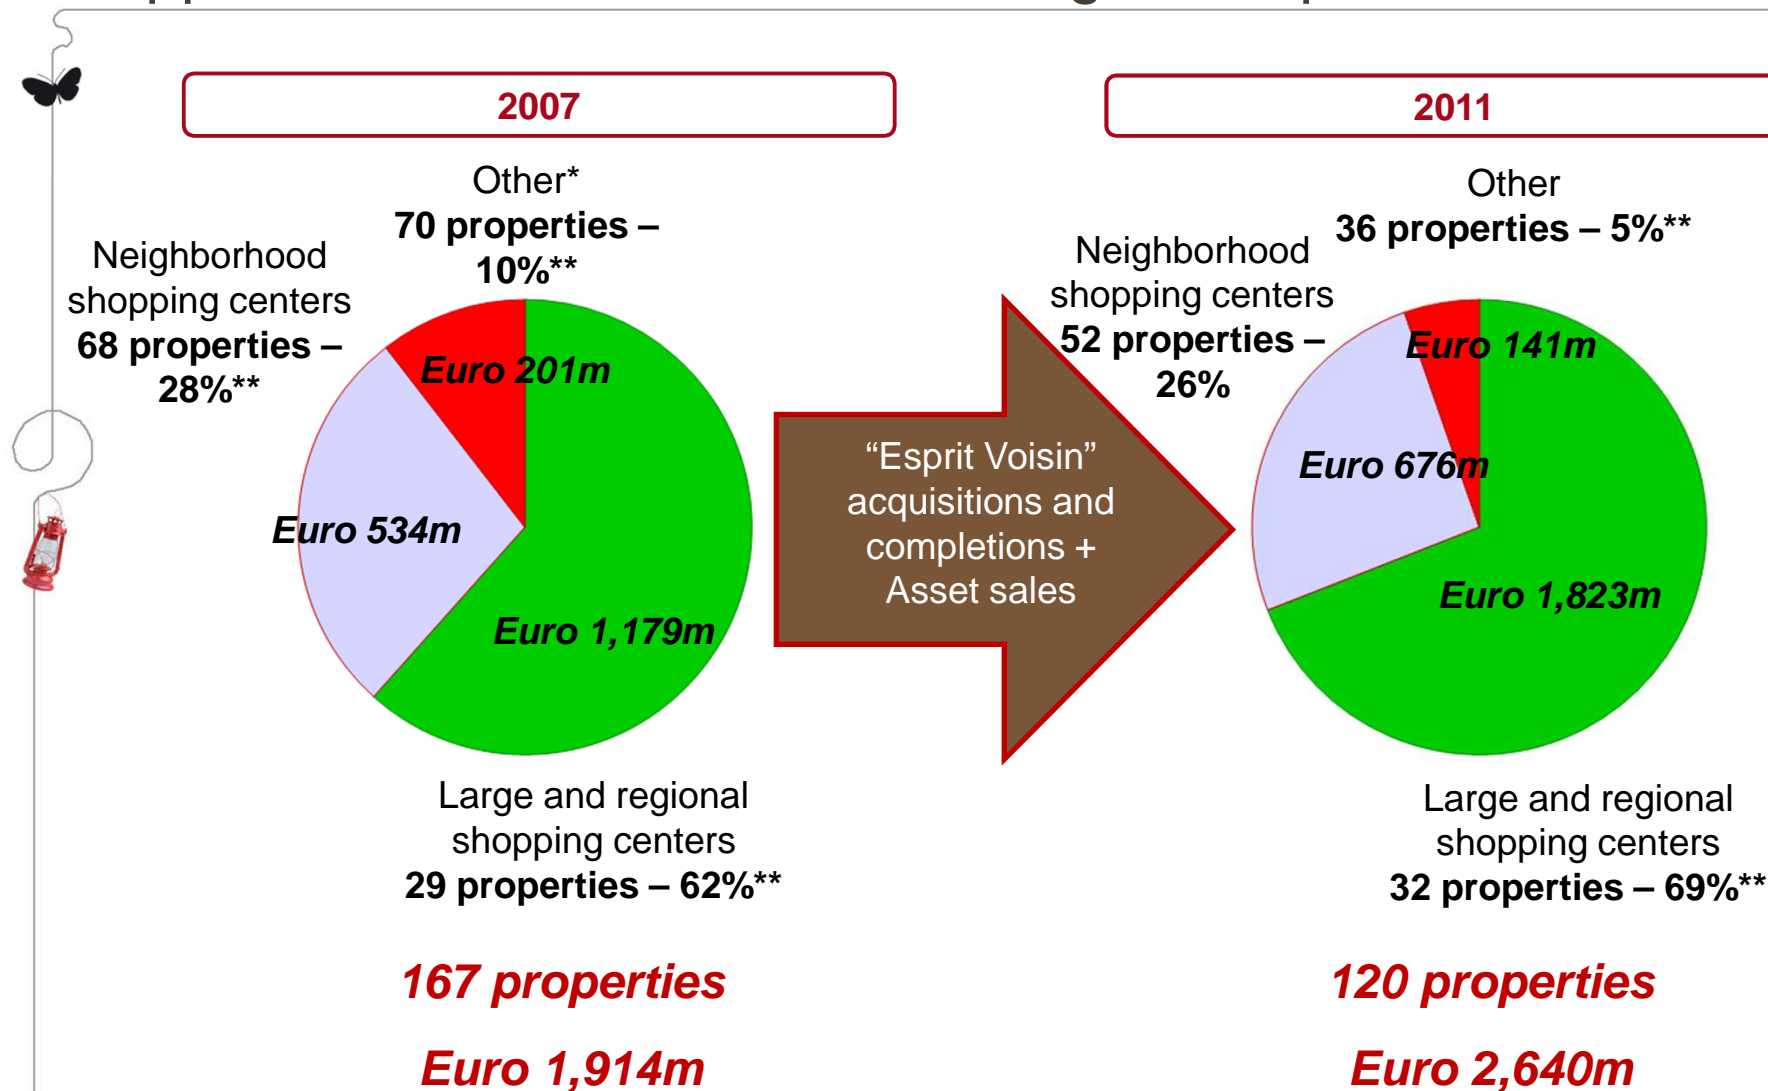 2007
Other*
70 properties –
10%**
Neighborhood
shopping centers
68 properties –
28%**
Euro 201m
Euro 534m
Euro 1,179m
Large and regional
shopping centers
29 properties – 62%**
167 properties
Euro 1,914m
“Esprit Voisin”
acquisitions and
completions +
Asset sales
2011
Other
36 properties – 5%**
Neighborhood
shopping centers
52 properties –
26%
Euro 141m
Euro 676m
Euro 1,823m
Large and regional
shopping centers
32 properties – 69%**
120 properties
Euro 2,640m